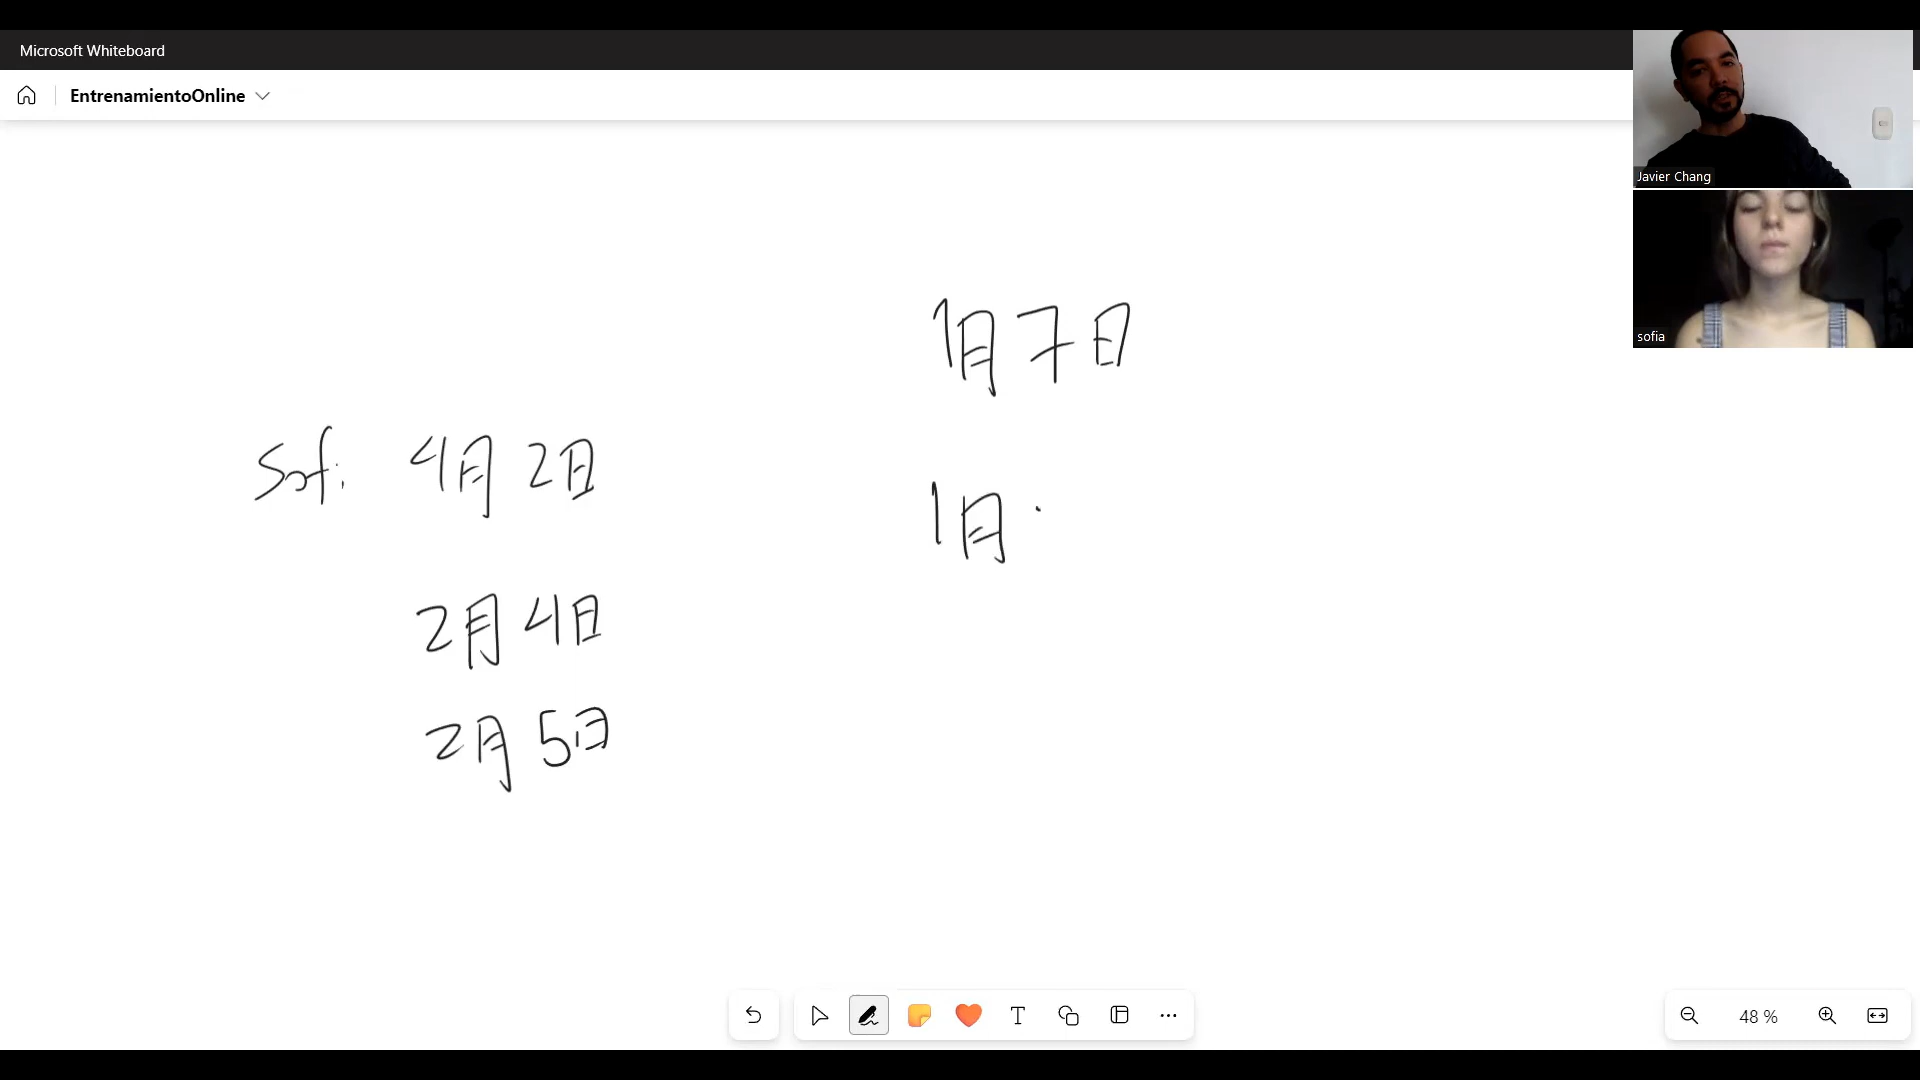 Microsoft Whiteboard
EntrenamientoOnline
Javier Chang
sofia
1月7日
Sofi 4月2日
1月
2月4日
2月5日
48 %